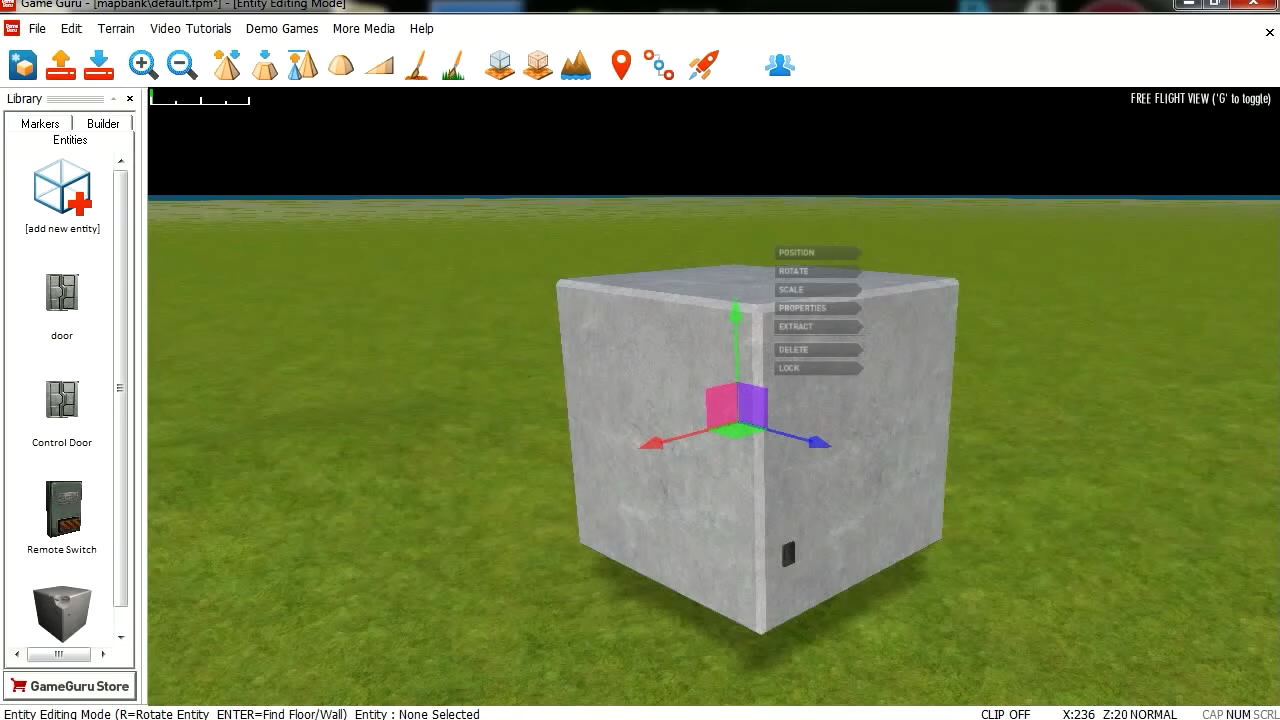 Game Guru - [mapbank\default.fpm*] - [Entity Editing Mode]
File Edit Terrain Video Tutorials Demo Games More Media Help
Library
Markers Builder
Entities
[add new entity]
door
Control Door
Remote Switch
GameGuru Store
FREE FLIGHT VIEW ('G' to toggle)
POSITION
ROTATE
SCALE
PROPERTIES
EXTRACT
DELETE
LOCK
Entity Editing Mode (R=Rotate Entity ENTER=Find Floor/Wall) Entity : None Selected CLIP OFF X:236 Z:20 NORMAL CAP NUM SCRL